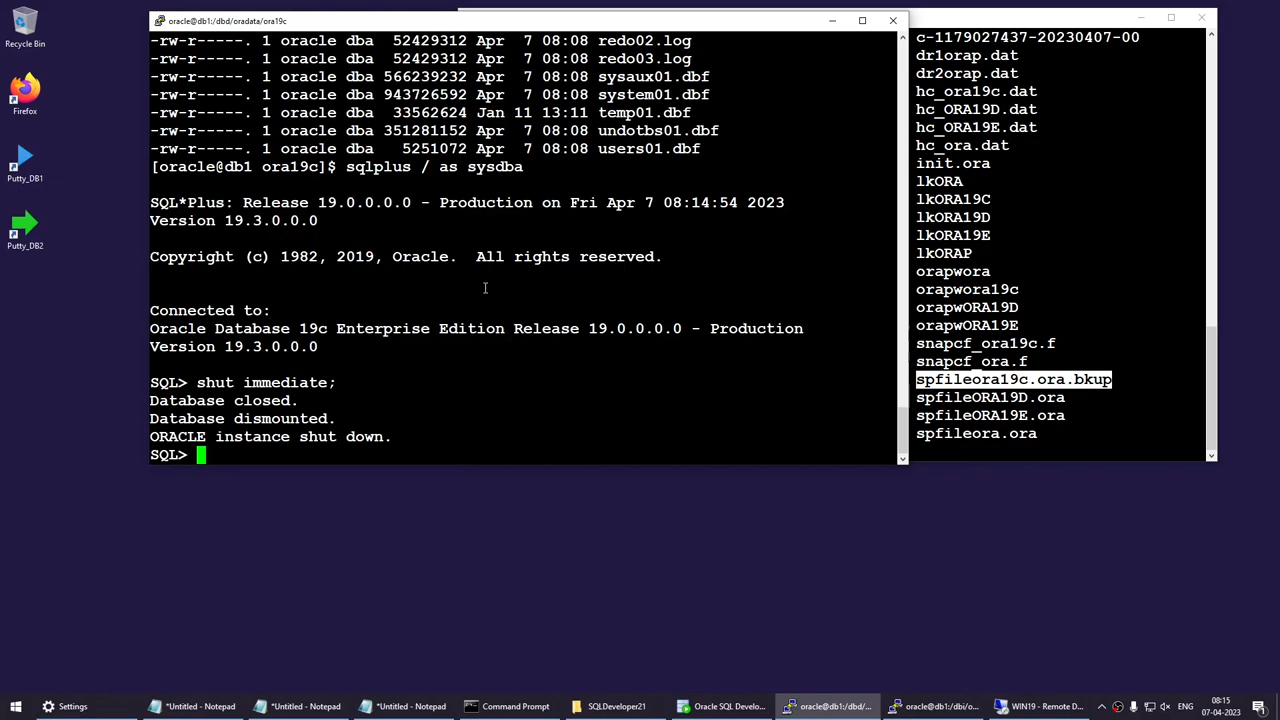 Recycle Bin
Firefox
Putty_DB1
Putty_DB2
oracle@db1:/dbd/oradata/ora19c
-rw-r-----. 1 oracle dba  52429312 Apr  7 08:08 redo02.log
-rw-r-----. 1 oracle dba  52429312 Apr  7 08:08 redo03.log
-rw-r-----. 1 oracle dba 566239232 Apr  7 08:08 sysaux01.dbf
-rw-r-----. 1 oracle dba 943726592 Apr  7 08:08 system01.dbf
-rw-r-----. 1 oracle dba  33562624 Jan 11 13:11 temp01.dbf
-rw-r-----. 1 oracle dba 351281152 Apr  7 08:08 undotbs01.dbf
-rw-r-----. 1 oracle dba   5251072 Apr  7 08:08 users01.dbf
[oracle@db1 ora19c]$ sqlplus / as sysdba
SQL*Plus: Release 19.0.0.0.0 - Production on Fri Apr 7 08:14:54 2023
Version 19.3.0.0.0
Copyright (c) 1982, 2019, Oracle.  All rights reserved.
Connected to:
Oracle Database 19c Enterprise Edition Release 19.0.0.0.0 - Production
Version 19.3.0.0.0
SQL> shut immediate;
Database closed.
Database dismounted.
ORACLE instance shut down.
SQL>
c-1179027437-20230407-00
dr1orap.dat
dr2orap.dat
hc_ora19c.dat
hc_ORA19D.dat
hc_ORA19E.dat
hc_ora.dat
init.ora
lkORA
lkORA19C
lkORA19D
lkORA19E
lkORAP
orapwora
orapwora19c
orapwORA19D
orapwORA19E
snapcf_ora19c.f
snapcf_ora.f
spfileora19c.ora.bkup
spfileORA19D.ora
spfileORA19E.ora
spfileora.ora
Settings
*Untitled - Notepad
*Untitled - Notepad
*Untitled - Notepad
Command Prompt
SQLDeveloper21
Oracle SQL Develo...
oracle@db1:/dbd/...
oracle@db1:/db/o...
WIN19 - Remote D...
ENG
08:15
07-04-2023